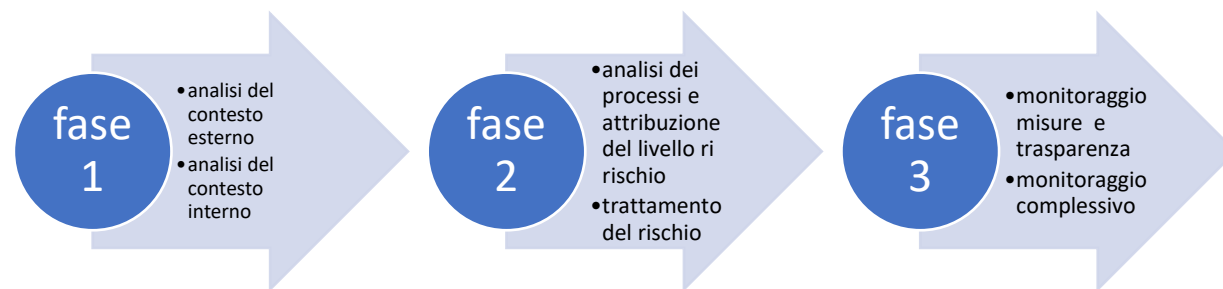 fase
1
•analisi del
contesto
esterno
•analisi del
contesto
interno
fase
2
•analisi dei
processi e
attribuzione
del livello ri
rischio
•trattamento
del rischio
fase
3
•monitoraggio
misure e
trasparenza
•monitoraggio
complessivo